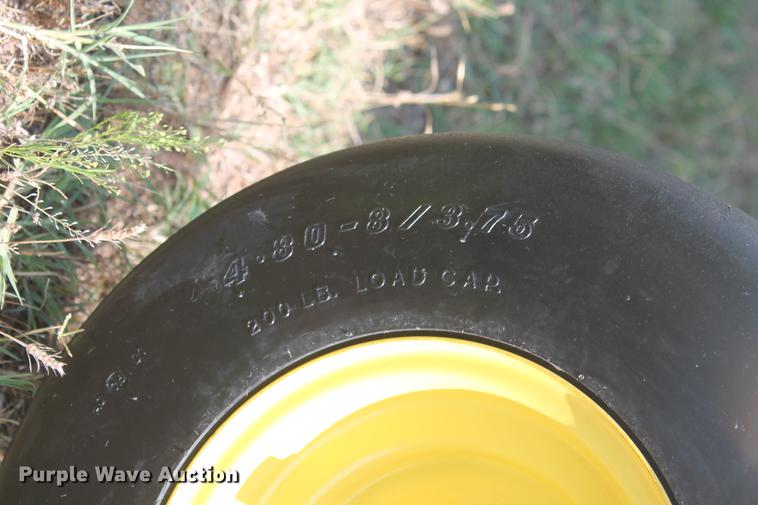 4.80-8/3.75
200 LB. LOAD CAP.
Purple Wave Auction